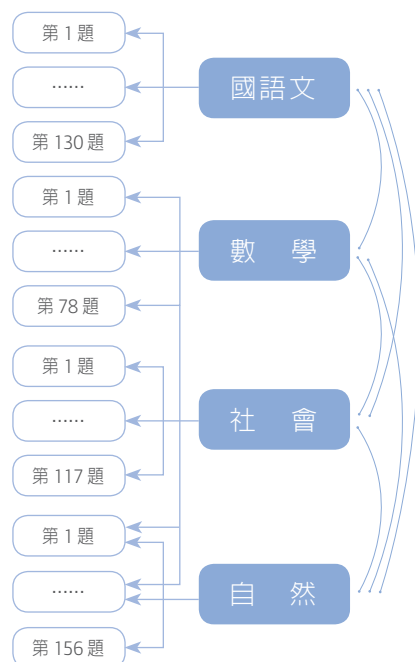 第 1 題
……
國語文
第 130 題
第 1 題
……
數 學
第 78 題
第 1 題
……
社 會
第 117 題
第 1 題
……
自 然
第 156 題